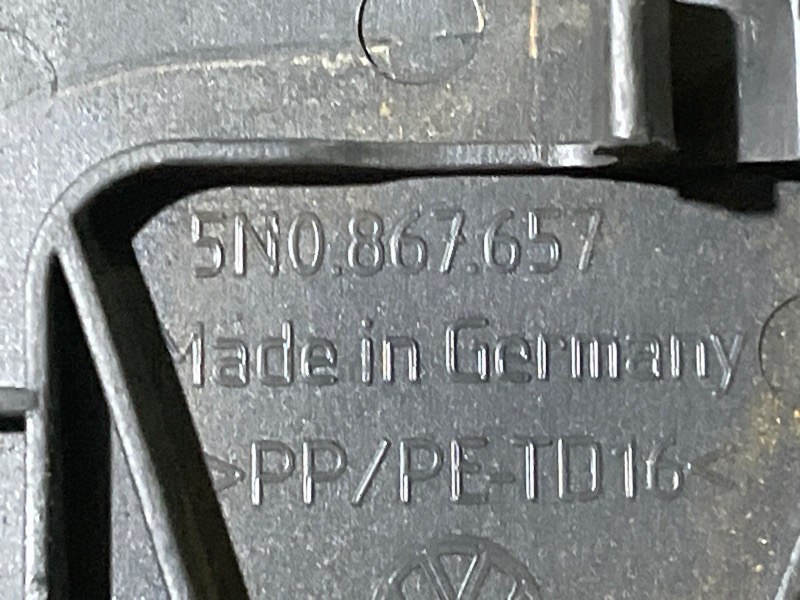 5N0.867.657
Made in Germany
>PP/PE-TD16<